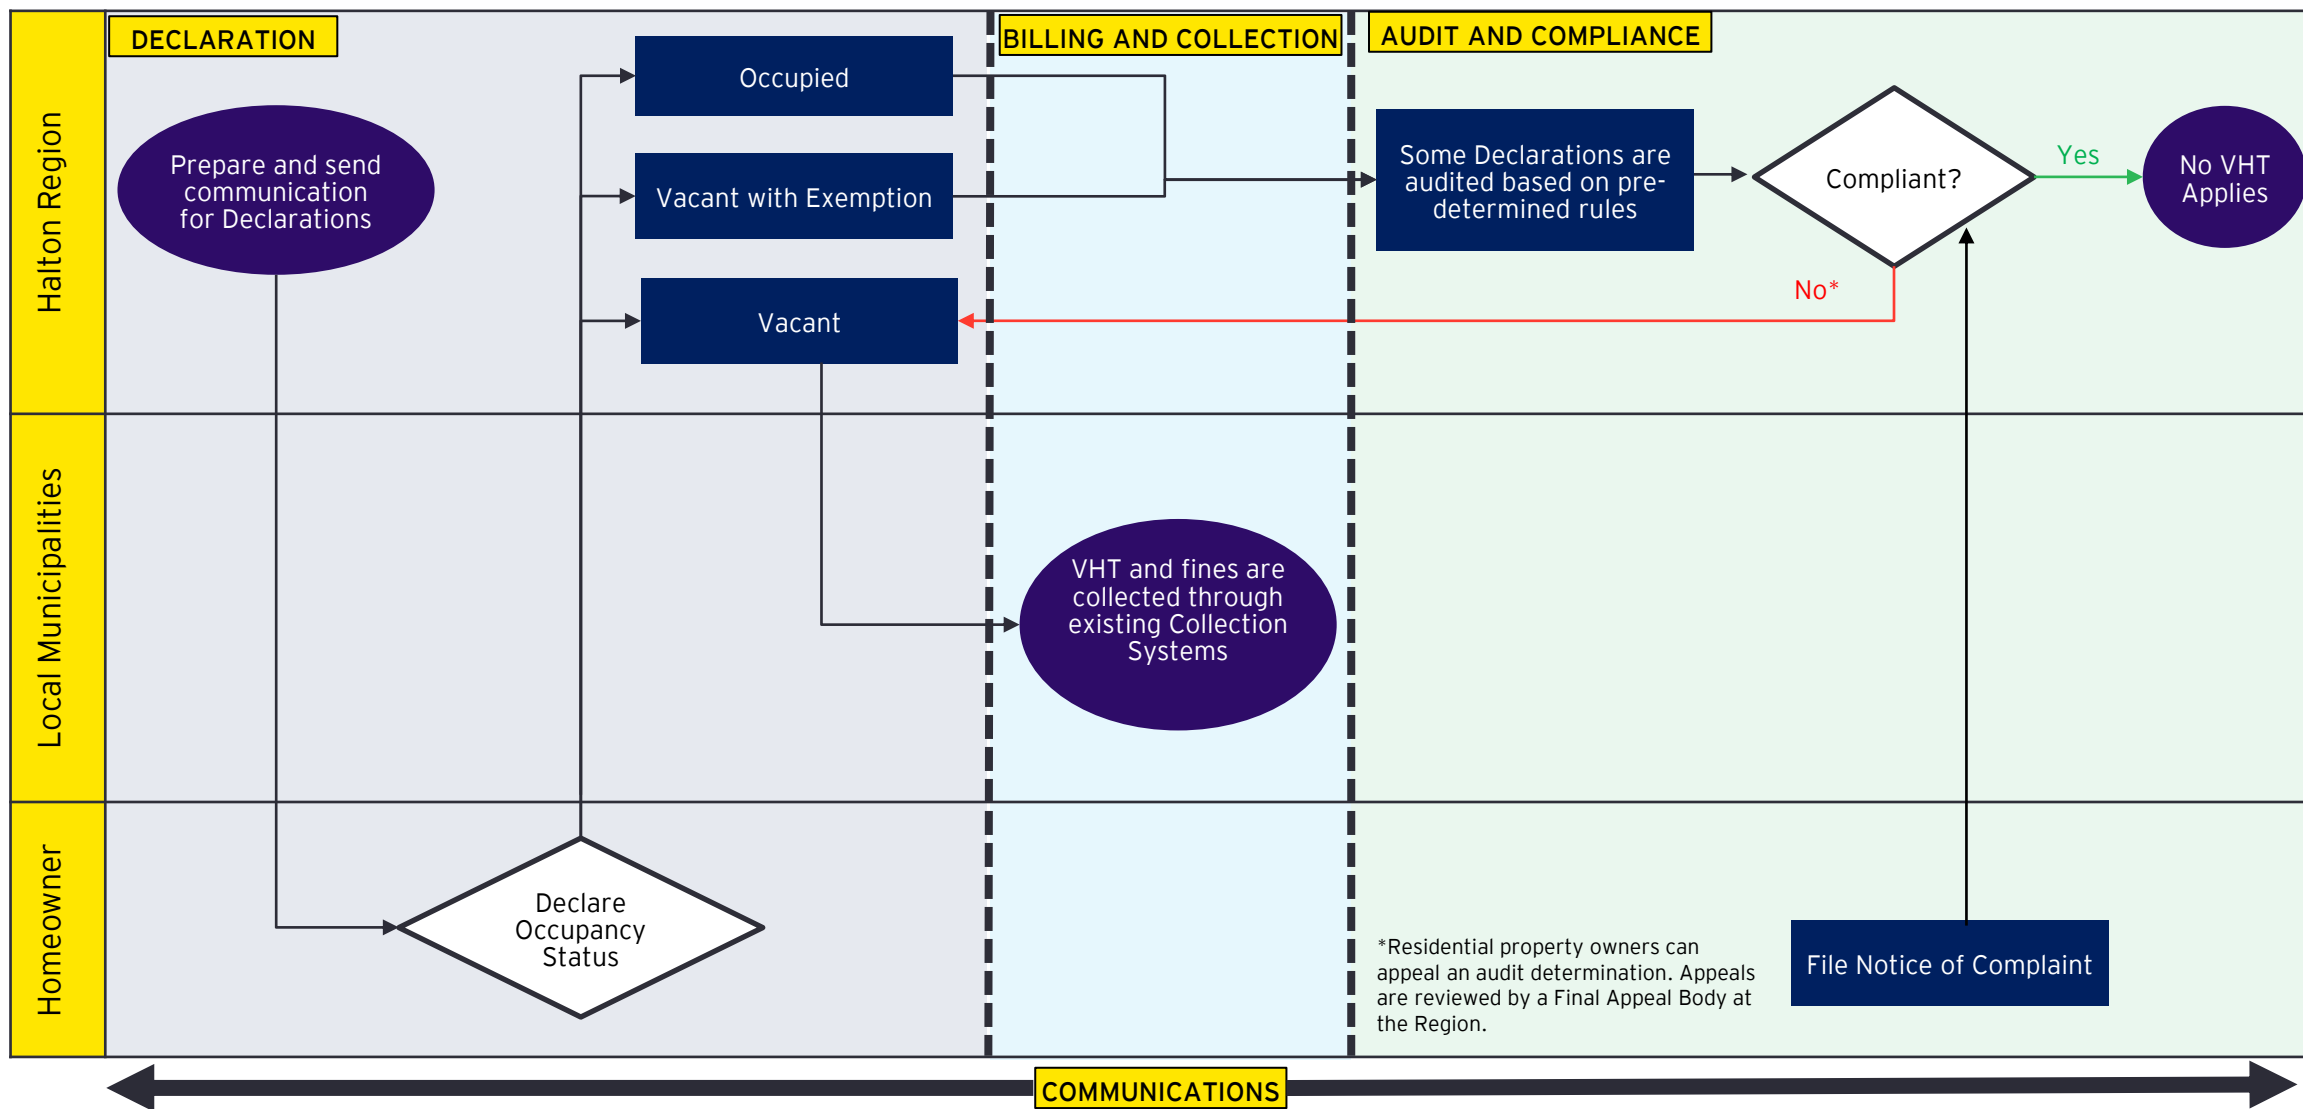 DECLARATION
BILLING AND COLLECTION
AUDIT AND COMPLIANCE
Halton Region
Prepare and send
communication
for Declarations
Occupied
Vacant with Exemption
Vacant
Some Declarations are
audited based on pre-
determined rules
Compliant?
Yes
No VHT
Applies
No*
Local Municipalities
VHT and fines are
collected through
existing Collection
Systems
Homeowner
Declare
Occupancy
Status
*Residential property owners can
appeal an audit determination. Appeals
are reviewed by a Final Appeal Body at
the Region.
File Notice of Complaint
COMMUNICATIONS